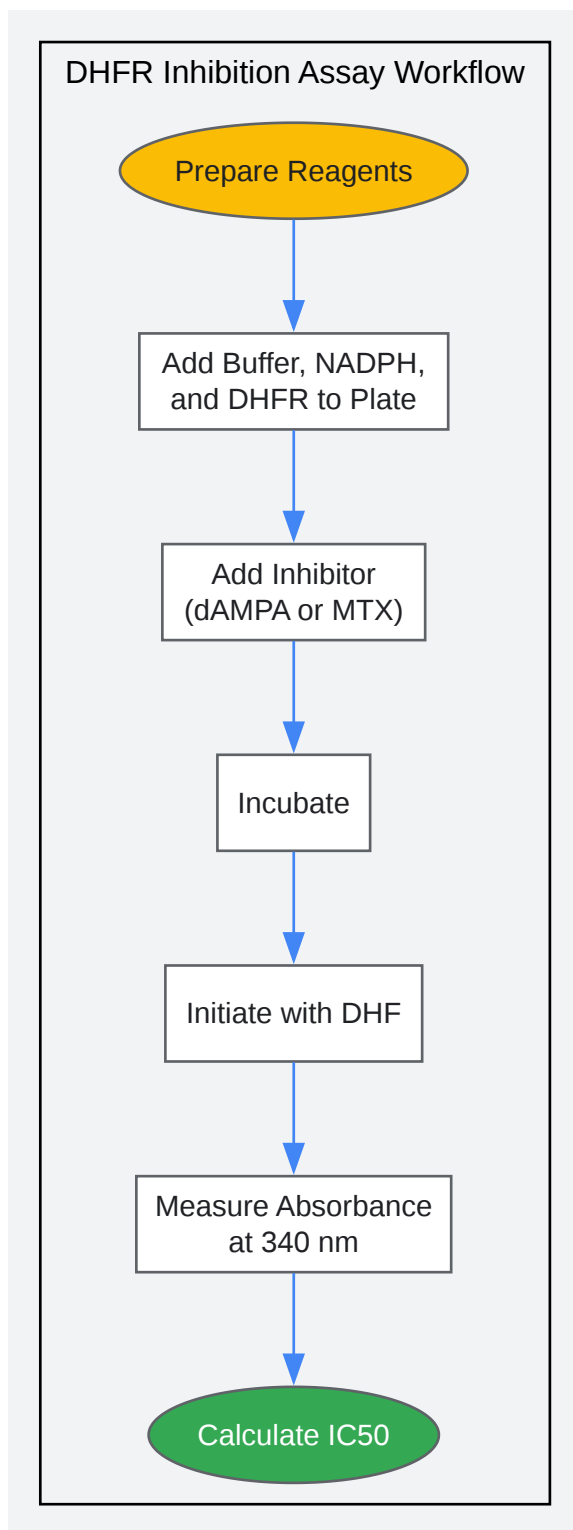 DHFR Inhibition Assay Workflow
Prepare Reagents
Add Buffer, NADPH,
and DHFR to Plate
Add Inhibitor
(dAMPA or MTX)
Incubate
Initiate with DHF
Measure Absorbance
at 340 nm
Calculate IC50